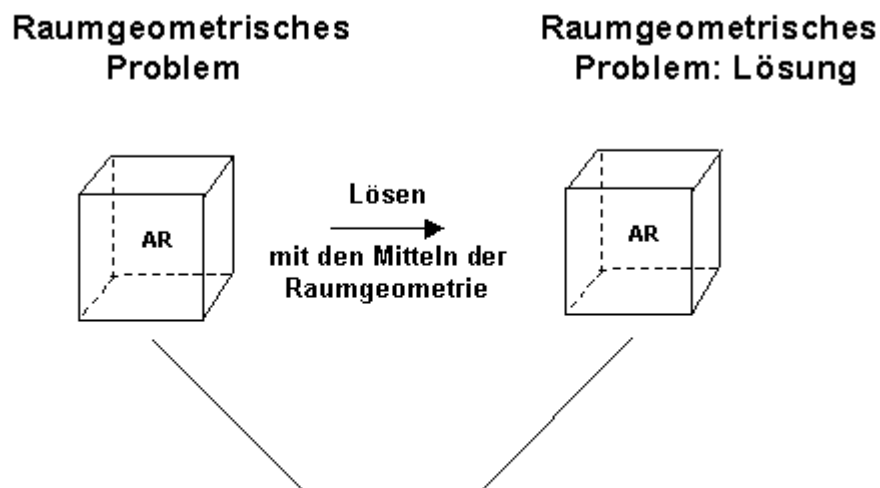 Raumgeometrisches
Problem
Raumgeometrisches
Problem: Lösung
AR
Lösen
mit den Mitteln der
Raumgeometrie
AR